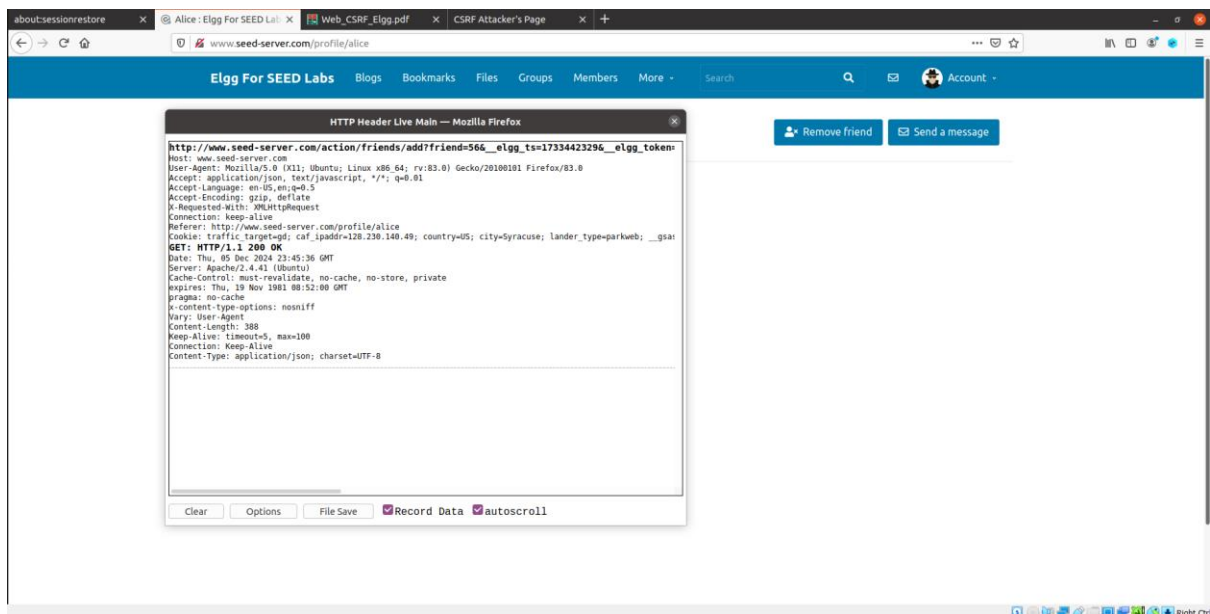 about:sessionrestore
Alice : Elgg For SEED Lab
Web_CSRF_Elgg.pdf
CSRF Attacker's Page
www.seed-server.com/profile/alice
Elgg For SEED Labs Blogs Bookmarks Files Groups Members More Search Account
HTTP Header Live Main — Mozilla Firefox
Remove friend Send a message
http://www.seed-server.com/action/friends/add?friend=56&__elgg_ts=1733442329&__elgg_token=
Host: www.seed-server.com
User-Agent: Mozilla/5.0 (X11; Ubuntu; Linux x86_64; rv:83.0) Gecko/20100101 Firefox/83.0
Accept: application/json, text/javascript, */*; q=0.01
Accept-Language: en-US,en;q=0.5
Accept-Encoding: gzip, deflate
X-Requested-With: XMLHttpRequest
Connection: keep-alive
Referer: http://www.seed-server.com/profile/alice
Cookie: traffic_target=gd; caf_ipaddr=128.230.140.49; country=US; city=Syracuse; lander_type=parkweb; __gsas
GET: HTTP/1.1 200 OK
Date: Thu, 05 Dec 2024 23:45:36 GMT
Server: Apache/2.4.41 (Ubuntu)
Cache-Control: must-revalidate, no-cache, no-store, private
expires: Thu, 19 Nov 1981 08:52:00 GMT
pragma: no-cache
x-content-type-options: nosniff
Vary: User-Agent
Content-Length: 388
Keep-Alive: timeout=5, max=100
Connection: Keep-Alive
Content-Type: application/json; charset=UTF-8
Clear Options File Save Record Data autoscroll
Right Ctrl